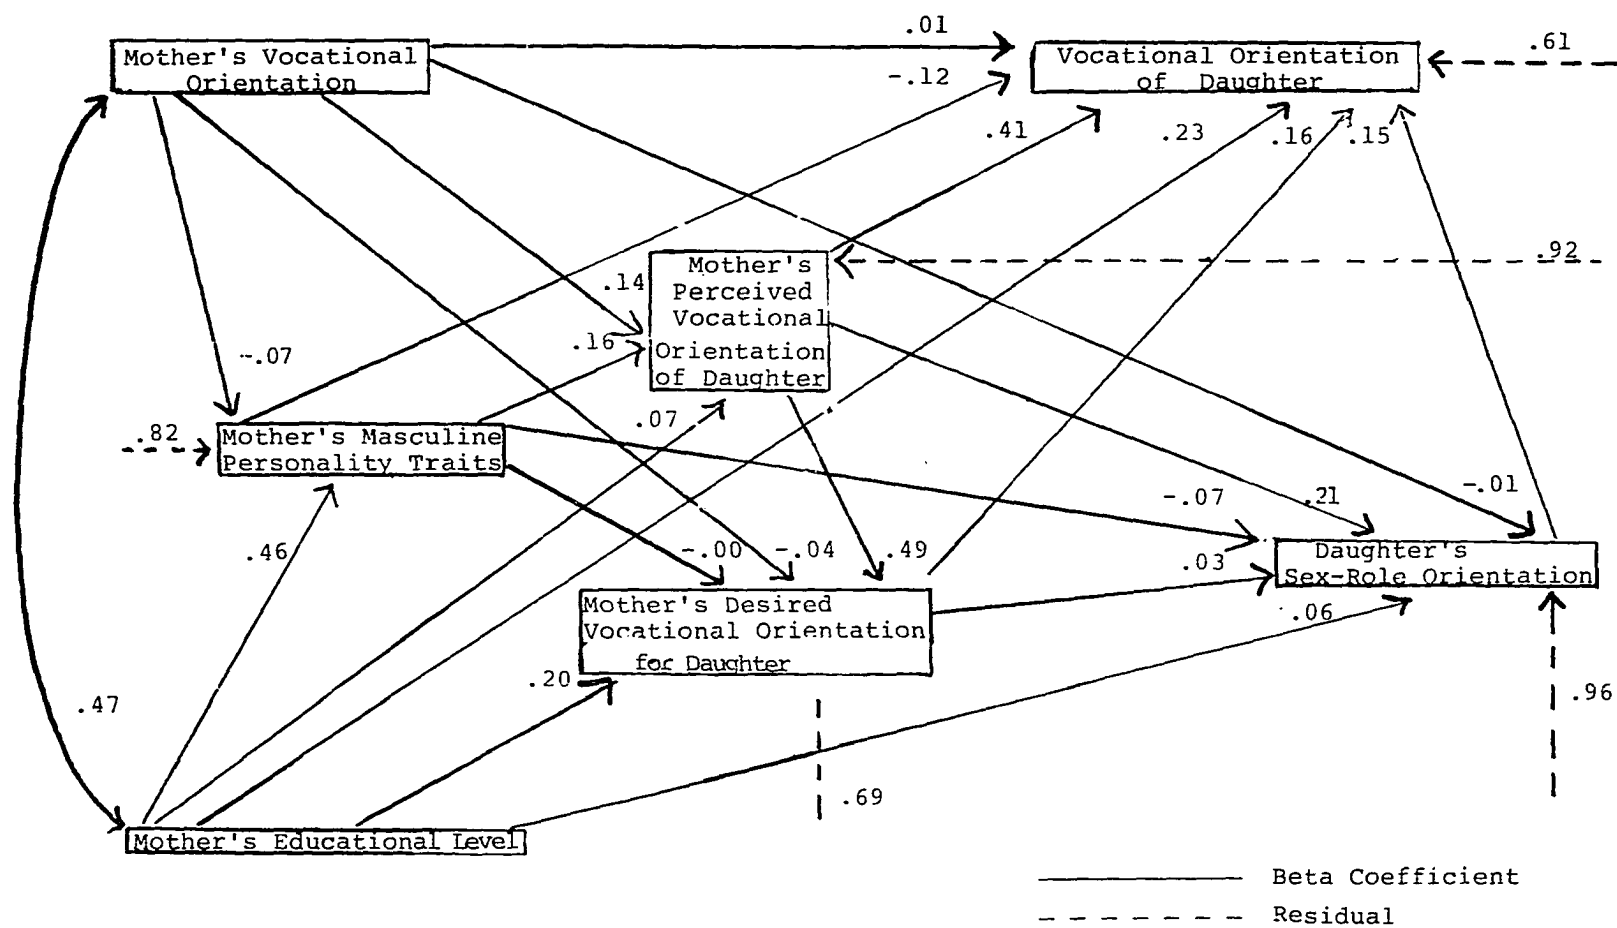 .01
.61
Mother's Vocational
Orientation
Vocational Orientation
of Daughter
-.12
.41
.23
.16
.15
.92
Mother's
Perceived
Vocational
Orientation
of Daughter
.14
.16
-.07
.07
.82
Mother's Masculine
Personality Traits
-.07
.21
-.01
.46
-.00
-.04
.49
.03
Daughter's
Sex-Role Orientation
.06
Mother's Desired
Vocational Orientation
for Daughter
.20
.47
.96
.69
Mother's Educational Level
Beta Coefficient
Residual